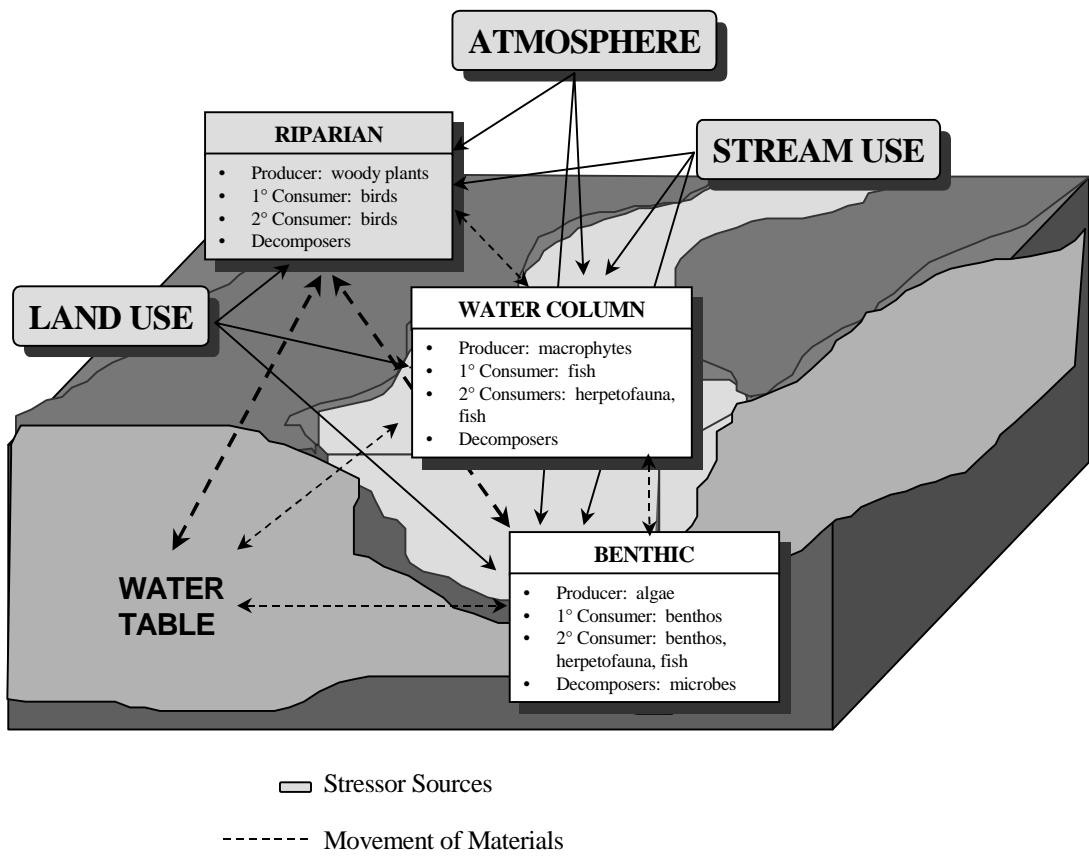 ATMOSPHERE
STREAM USE
RIPARIAN
• Producer: woody plants
• 1° Consumer: birds
• 2° Consumer: birds
• Decomposers
LAND USE
WATER COLUMN
• Producer: macrophytes
• 1° Consumer: fish
• 2° Consumers: herpetofauna,
fish
• Decomposers
WATER
TABLE
BENTHIC
• Producer: algae
• 1° Consumer: benthos
• 2° Consumer: benthos,
herpetofauna, fish
• Decomposers: microbes
Stressor Sources
Movement of Materials